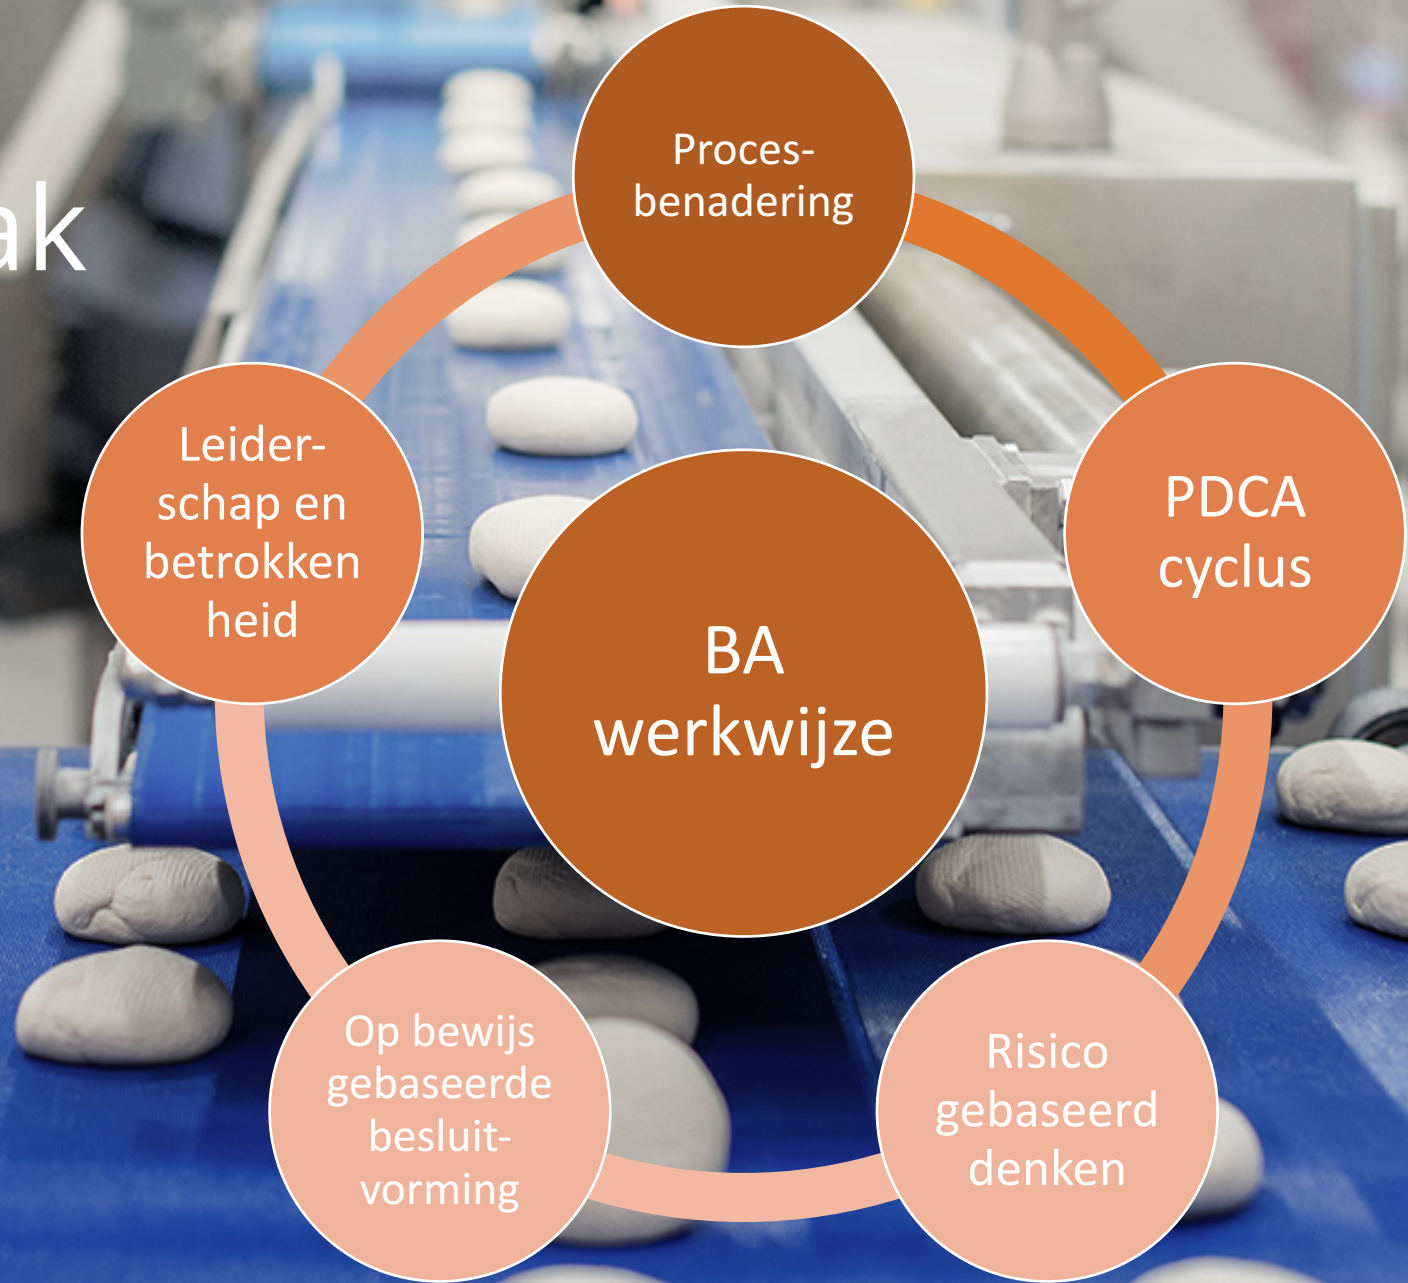 ak
Proces-
benadering
PDCA
cyclus
Risico
gebaseerd
denken
Op bewijs
gebaseerde
besluit-
vorming
Leider-
schap en
betrokken
heid
BA
werkwijze